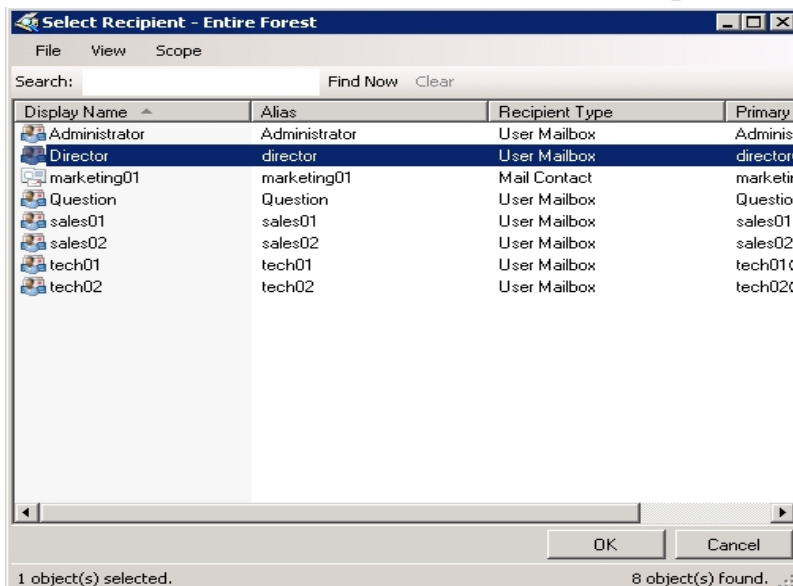 Select Recipient - Entire Forest
File View Scope
Search: Find Now Clear
Display Name Alias Recipient Type Primary
Administrator Administrator User Mailbox Adminis
Director director User Mailbox director
marketing01 marketing01 Mail Contact marketin
Question Question User Mailbox Questio
sales01 sales01 User Mailbox sales01
sales02 sales02 User Mailbox sales02
tech01 tech01 User Mailbox tech01
tech02 tech02 User Mailbox tech02
OK Cancel
1 object(s) selected. 8 object(s) found.